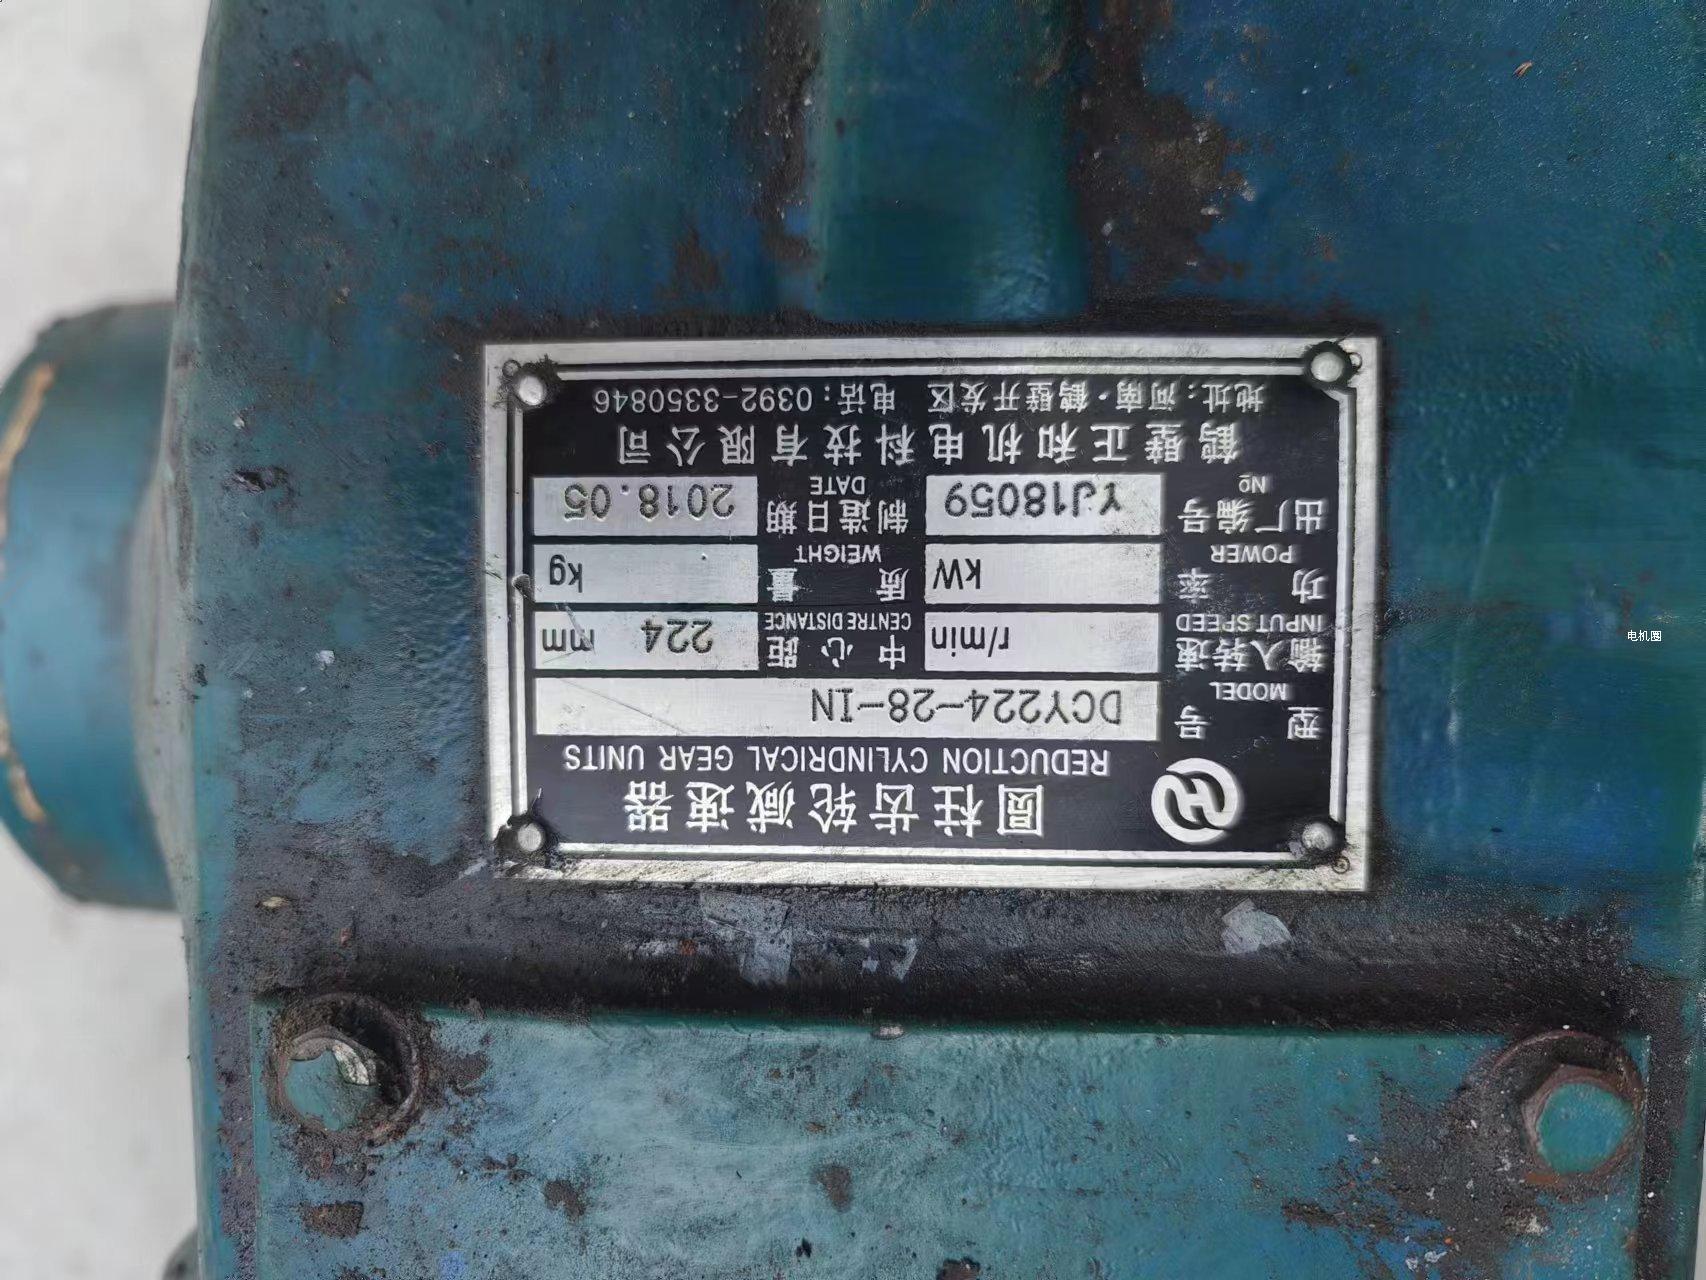 圆柱齿轮减速器
REDUCTION CYLINDRICAL GEAR UNITS
型号 MODEL DCY224-28-IN
输入转速 INPUT SPEED r/min 中心距 CENTRE DISTANCE 224 mm
功率 POWER kW 质量 WEIGHT kg
出厂编号 NO YJ18059 制造日期 DATE 2018.05
鹤壁正和机电科技有限公司
地址:河南·鹤壁开发区 电话:0392-3350846
电机圈